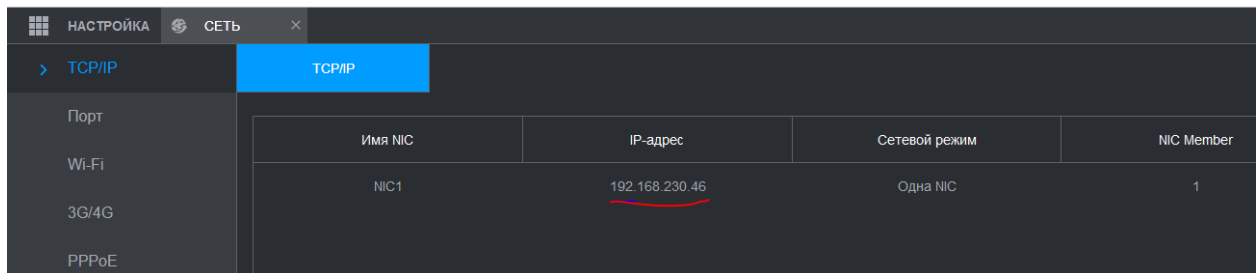 НАСТРОЙКА СЕТЬ
TCP/IP
TCP/IP
Порт
Имя NIC IP-адрес Сетевой режим NIC Member
Wi-Fi
NIC1 192.168.230.46 Одна NIC 1
3G/4G
PPPoE